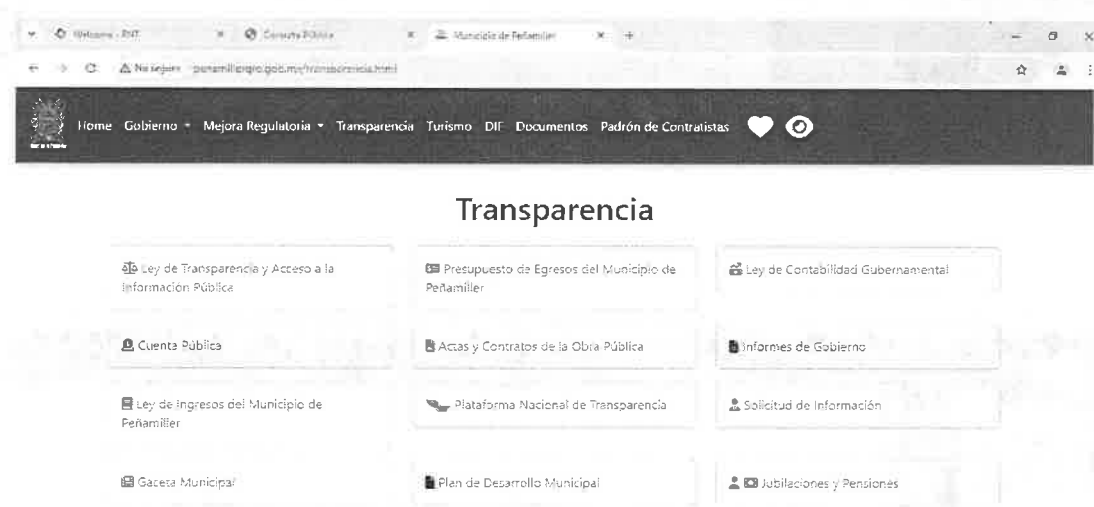 Welcome - PNT
Consulta Pública
Municipio de Peñamiller
No seguro
Home Gobierno Mejora Regulatoria Transparencia Turismo DIF Documentos Padrón de Contratistas
Transparencia
Ley de Transparencia y Acceso a la
Información Pública
Presupuesto de Egresos del Municipio de
Peñamiller
Ley de Contabilidad Gubernamental
Cuenta Pública
Actas y Contratos de la Obra Pública
Informes de Gobierno
Ley de Ingresos del Municipio de
Peñamiller
Plataforma Nacional de Transparencia
Solicitud de Información
Gaceta Municipal
Plan de Desarrollo Municipal
Jubilaciones y Pensiones